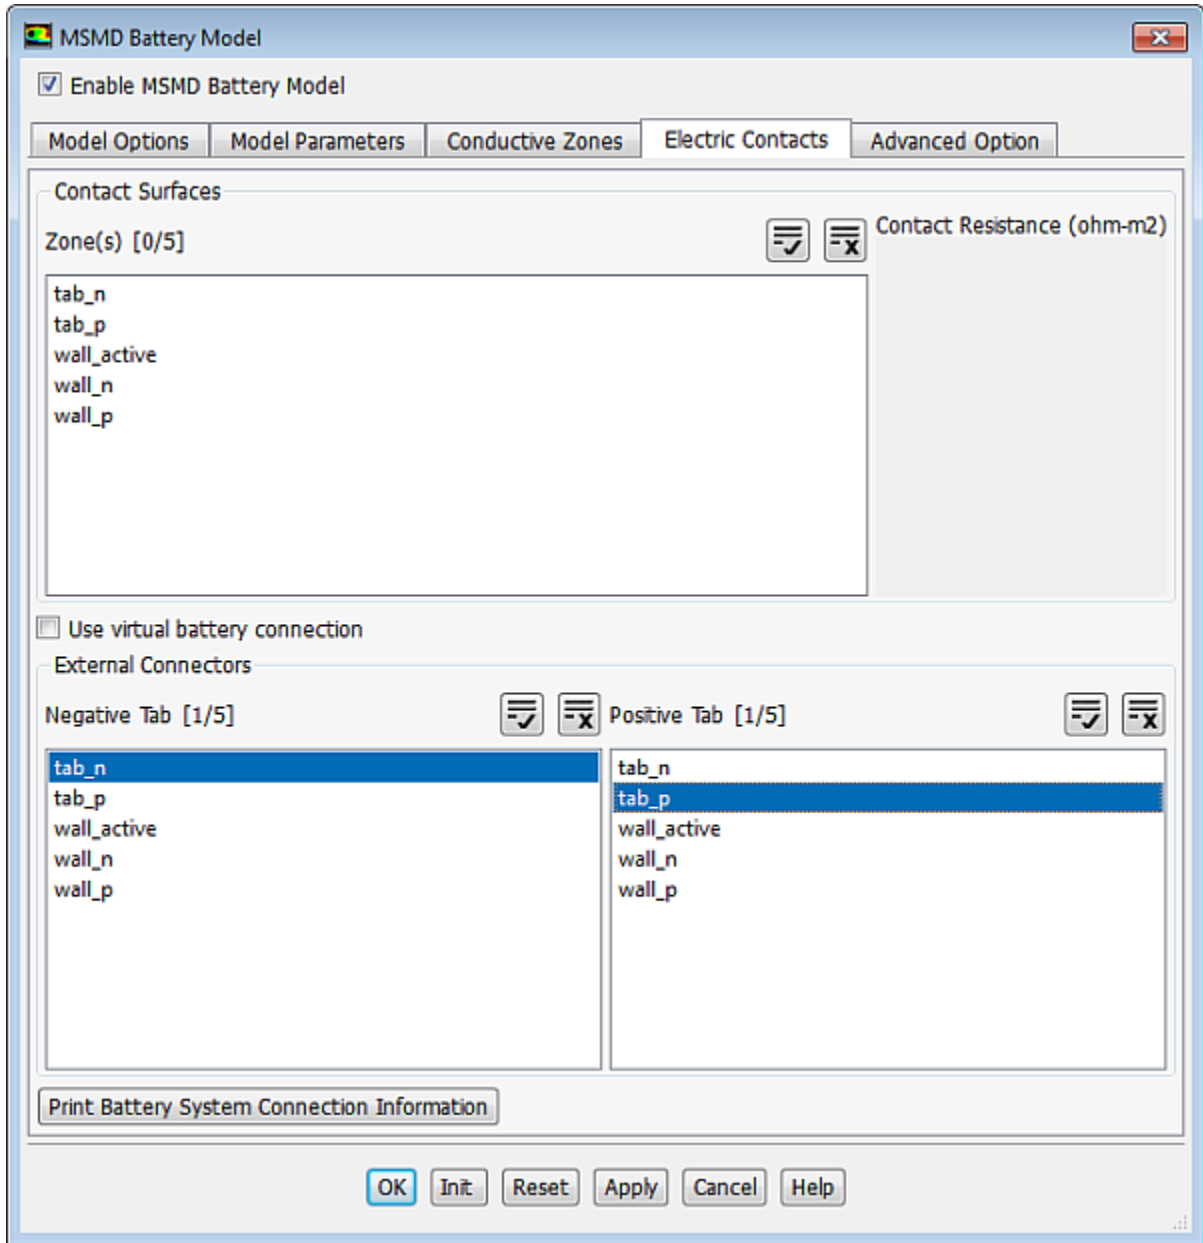 MSMD Battery Model
Enable MSMD Battery Model
Model Options Model Parameters Conductive Zones Electric Contacts Advanced Option
Contact Surfaces
Zone(s) [0/5] Contact Resistance (ohm-m2)
tab_n
tab_p
wall_active
wall_n
wall_p
Use virtual battery connection
External Connectors
Negative Tab [1/5] Positive Tab [1/5]
tab_n tab_n
tab_p tab_p
wall_active wall_active
wall_n wall_n
wall_p wall_p
Print Battery System Connection Information
OK Init Reset Apply Cancel Help